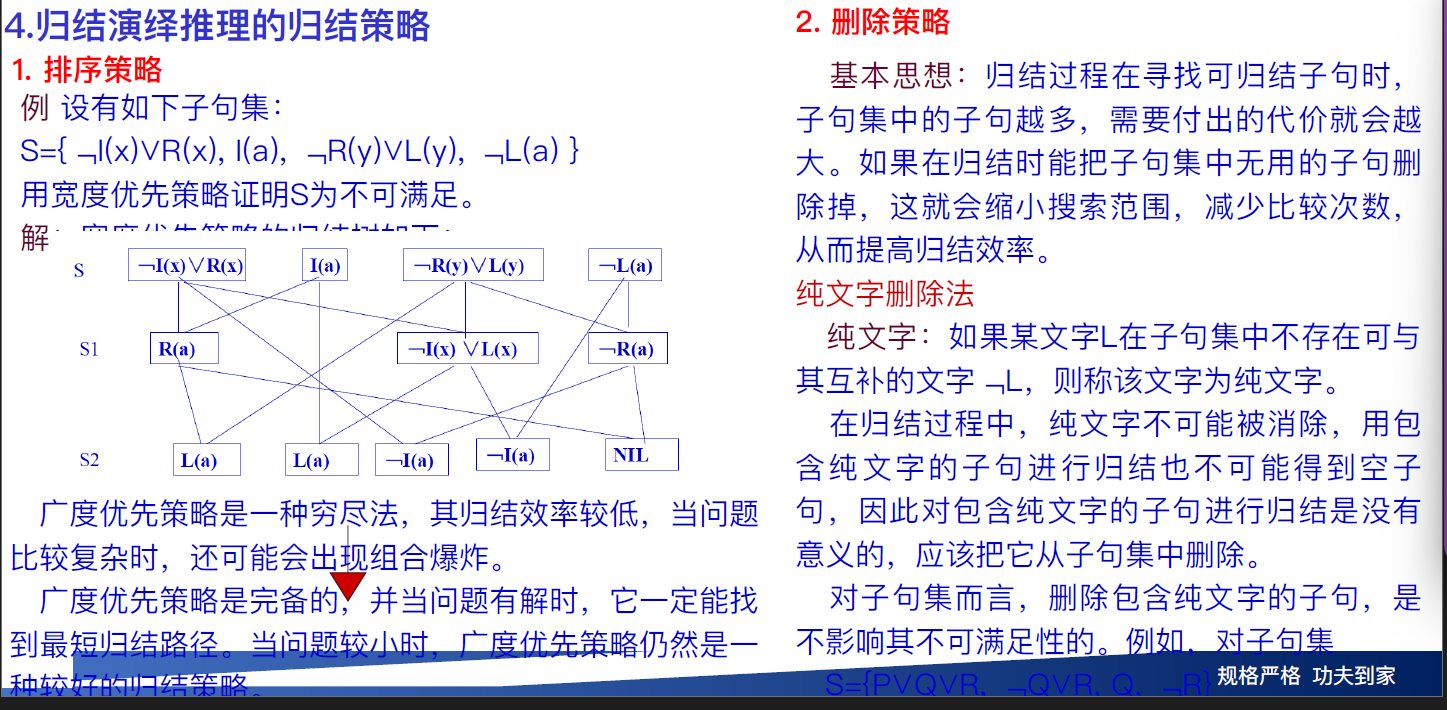 4.归结演绎推理的归结策略
1. 排序策略
例 设有如下子句集：
S={ ¬I(x)∨R(x), I(a)，¬R(y)∨L(y)，¬L(a) }
用宽度优先策略证明S为不可满足。
解：宽度优先策略的归结树如下：
S ¬I(x)∨R(x) I(a) ¬R(y)∨L(y) ¬L(a)
S1 R(a) ¬I(x) ∨L(x) ¬R(a)
S2 L(a) L(a) ¬I(a) ¬I(a) NIL
广度优先策略是一种穷尽法，其归结效率较低，当问题
比较复杂时，还可能会出现组合爆炸。
广度优先策略是完备的，并当问题有解时，它一定能找
到最短归结路径。当问题较小时，广度优先策略仍然是一
种较好的归结策略。
2. 删除策略
基本思想：归结过程在寻找可归结子句时，
子句集中的子句越多，需要付出的代价就会越
大。如果在归结时能把子句集中无用的子句删
除掉，这就会缩小搜索范围，减少比较次数，
从而提高归结效率。
纯文字删除法
纯文字：如果某文字L在子句集中不存在可与
其互补的文字 ¬L，则称该文字为纯文字。
在归结过程中，纯文字不可能被消除，用包
含纯文字的子句进行归结也不可能得到空子
句，因此对包含纯文字的子句进行归结是没有
意义的，应该把它从子句集中删除。
对子句集而言，删除包含纯文字的子句，是
不影响其不可满足性的。例如，对子句集
S={P∨Q∨R，¬Q∨R, Q，¬R}
规格严格 功夫到家